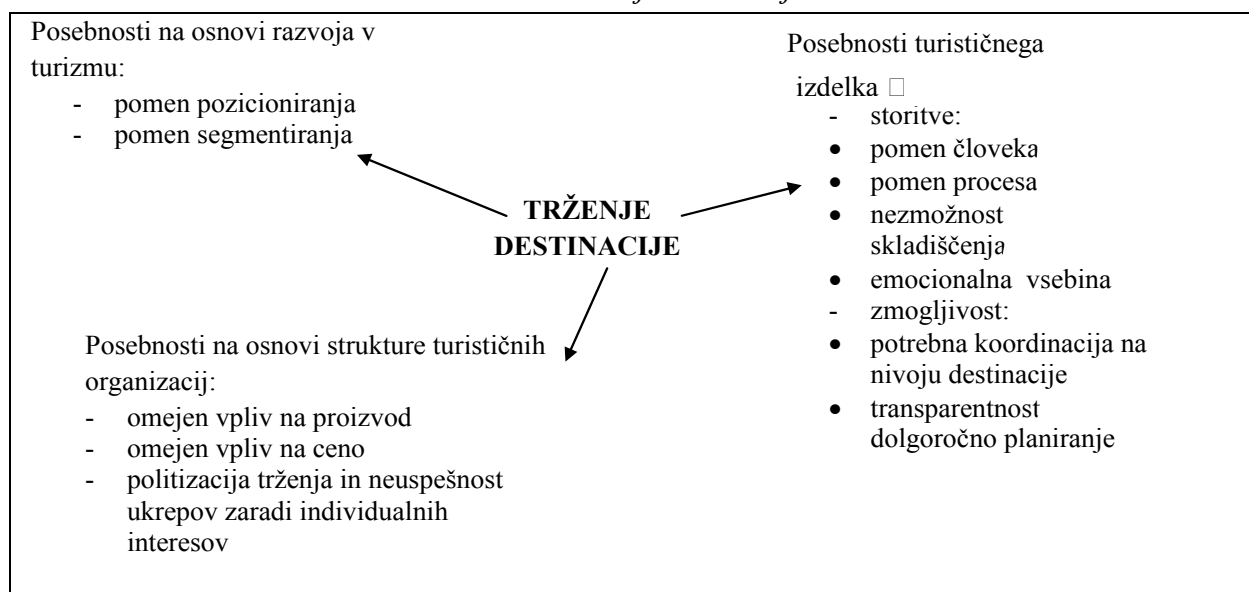 Posebnosti na osnovi razvoja v
turizmu:
- pomen pozicioniranja
- pomen segmentiranja
Posebnosti turističnega
izdelka □
- storitve:
• pomen človeka
• pomen procesa
• nezmožnost
skladiščenja
• emocionalna vsebina
- zmogljivost:
• potrebna koordinacija na
nivoju destinacije
• transparentnost
dolgoročno planiranje
TRŽENJE
DESTINACIJE
Posebnosti na osnovi strukture turističnih
organizacij:
- omejen vpliv na proizvod
- omejen vpliv na ceno
- politizacija trženja in neuspešnost
ukrepov zaradi individualnih
interesov